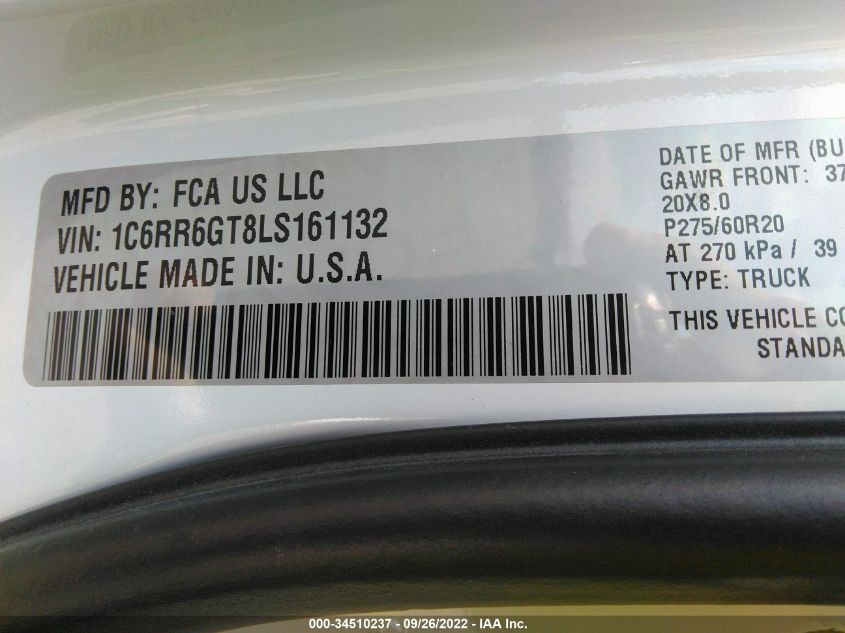 MFD BY: FCA US LLC
VIN: 1C6RR6GT8LS161132
VEHICLE MADE IN: U.S.A.
DATE OF MFR (BU
GAWR FRONT: 37
20X8.0
P275/60R20
AT 270 kPa / 39
TYPE: TRUCK
THIS VEHICLE CO
STANDA
000-34510237 - 09/26/2022 - IAA Inc.